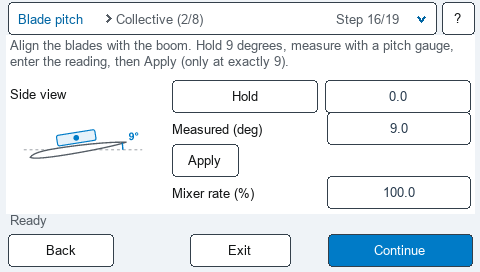 Blade pitch > Collective (2/8) Step 16/19 ?
Align the blades with the boom. Hold 9 degrees, measure with a pitch gauge,
enter the reading, then Apply (only at exactly 9).
Side view
Hold 0.0
9°
Measured (deg) 9.0
Apply
Mixer rate (%) 100.0
Ready
Back Exit Continue